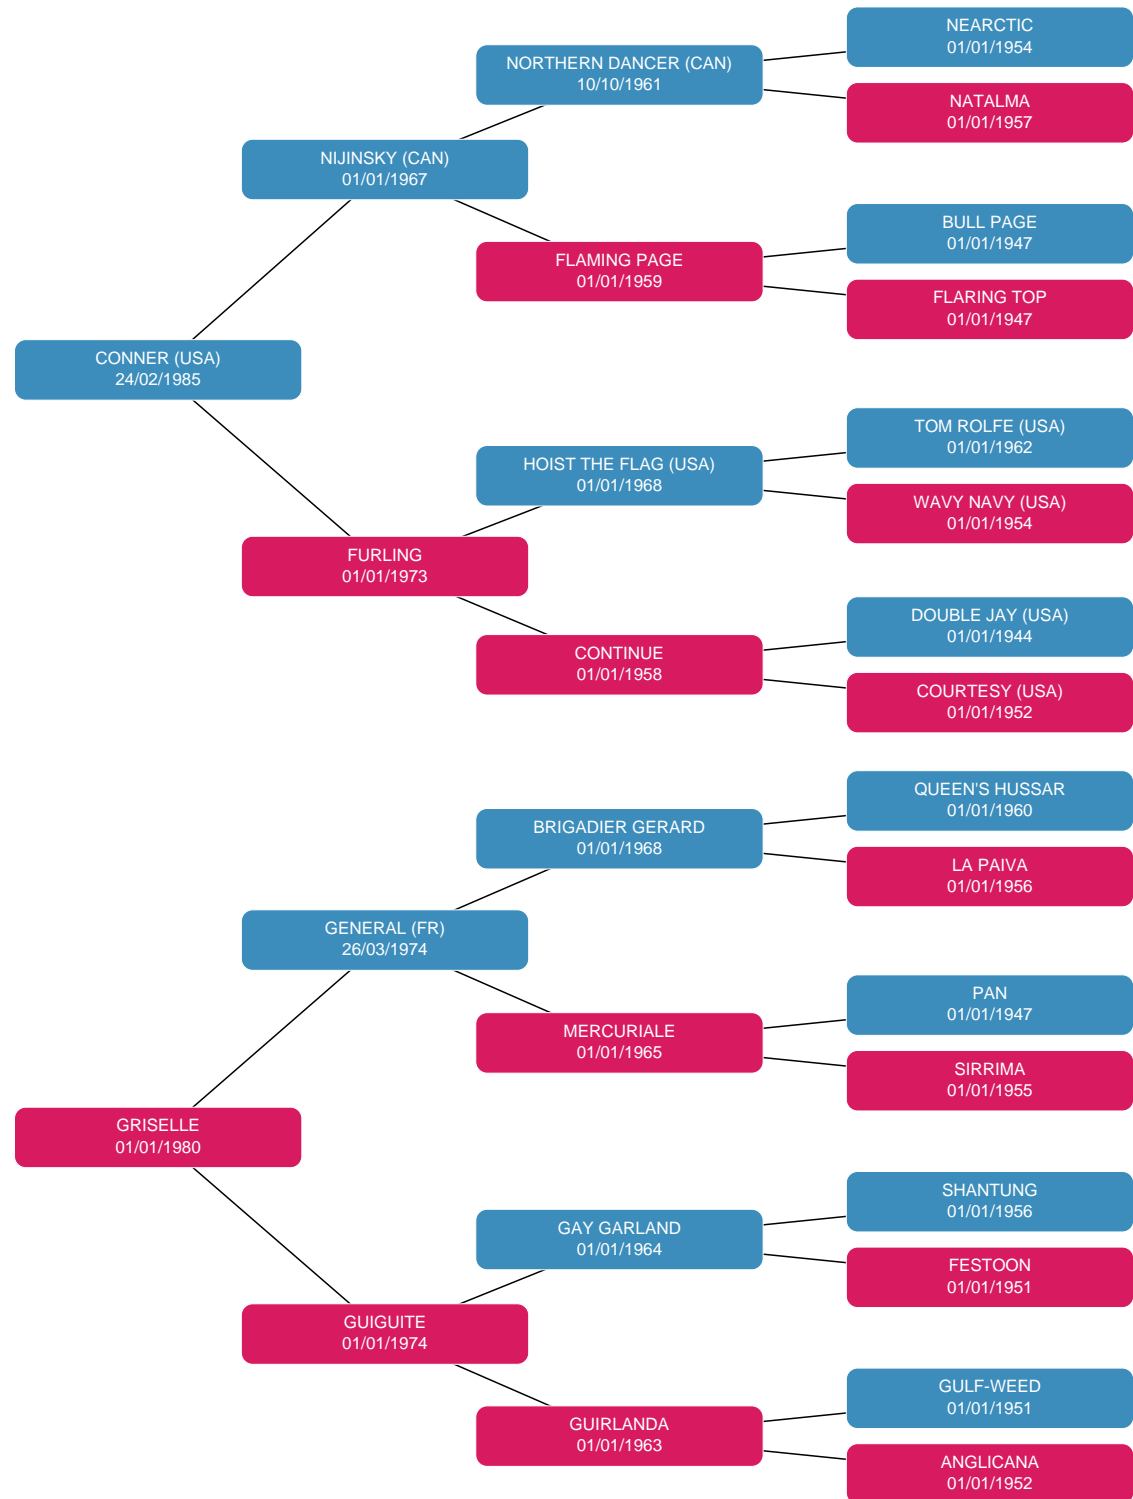 NEARCTIC
01/01/1954
NORTHERN DANCER (CAN)
10/10/1961
NATALMA
01/01/1957
NIJINSKY (CAN)
01/01/1967
BULL PAGE
01/01/1947
FLAMING PAGE
01/01/1959
FLARING TOP
01/01/1947
CONNER (USA)
24/02/1985
TOM ROLFE (USA)
01/01/1962
HOIST THE FLAG (USA)
01/01/1968
WAVY NAVY (USA)
01/01/1954
FURLING
01/01/1973
DOUBLE JAY (USA)
01/01/1944
CONTINUE
01/01/1958
COURTESY (USA)
01/01/1952
QUEEN'S HUSSAR
01/01/1960
BRIGADIER GERARD
01/01/1968
LA PAIVA
01/01/1956
GENERAL (FR)
26/03/1974
PAN
01/01/1947
MERCURIALE
01/01/1965
SIRRIMA
01/01/1955
GRISELLE
01/01/1980
SHANTUNG
01/01/1956
GAY GARLAND
01/01/1964
FESTOON
01/01/1951
GUIGUITE
01/01/1974
GULF-WEED
01/01/1951
GUIRLANDA
01/01/1963
ANGLICANA
01/01/1952